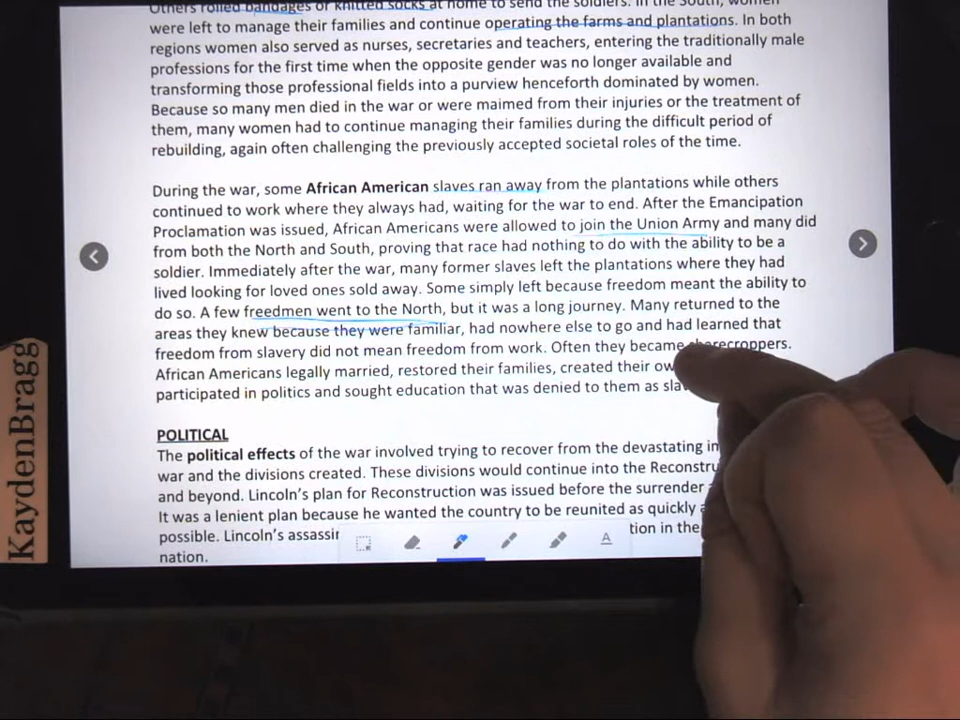 Others rolled bandages or knitted socks at home to send the soldiers. In the South, women
were left to manage their families and continue operating the farms and plantations. In both
regions women also served as nurses, secretaries and teachers, entering the traditionally male
professions for the first time when the opposite gender was no longer available and
transforming those professional fields into a purview henceforth dominated by women.
Because so many men died in the war or were maimed from their injuries or the treatment of
them, many women had to continue managing their families during the difficult period of
rebuilding, again often challenging the previously accepted societal roles of the time.
During the war, some African American slaves ran away from the plantations while others
continued to work where they always had, waiting for the war to end. After the Emancipation
Proclamation was issued, African Americans were allowed to join the Union Army and many did
from both the North and South, proving that race had nothing to do with the ability to be a
soldier. Immediately after the war, many former slaves left the plantations where they had
lived looking for loved ones sold away. Some simply left because freedom meant the ability to
do so. A few freedmen went to the North, but it was a long journey. Many returned to the
areas they knew because they were familiar, had nowhere else to go and had learned that
freedom from slavery did not mean freedom from work. Often they became sharecroppers.
African Americans legally married, restored their families, created their
participated in politics and sought education that was denied to them as
POLITICAL
The political effects of the war involved trying to recover from the devastating
war and the divisions created. These divisions would continue into the
and beyond. Lincoln's plan for Reconstruction was issued before the surrender
It was a lenient plan because he wanted the country to be reunited as quickly
possible. Lincoln's in the
nation.
A
KaydenBragg